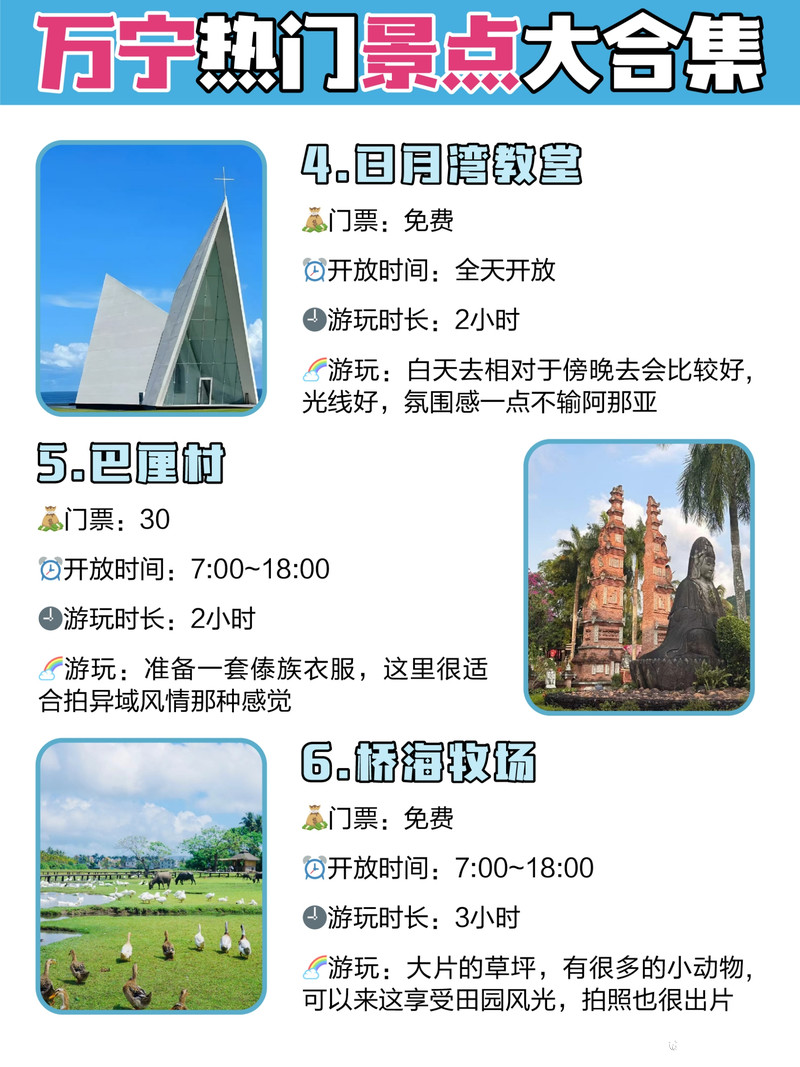 万宁热门景点大合集
4.日月湾教堂
💰门票：免费
⏰开放时间：全天开放
🕘游玩时长：2小时
🌈游玩：白天去相对于傍晚去会比较好，
光线好，氛围感一点不输阿那亚
5.巴厘村
💰门票：30
⏰开放时间：7:00~18:00
🕘游玩时长：2小时
🌈游玩：准备一套傣族衣服，这里很适
合拍异域风情那种感觉
6.桥海牧场
💰门票：免费
⏰开放时间：7:00~18:00
🕘游玩时长：3小时
🌈游玩：大片的草坪，有很多的小动物，
可以来这享受田园风光，拍照也很出片